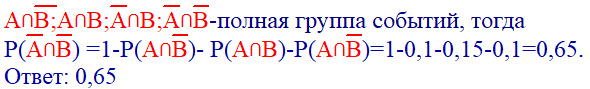 A∩B̅;A∩B;A̅∩B;A̅∩B̅-полная группа событий, тогда
P(A̅∩B̅) =1-P(A∩B̅)- P(A∩B)-P(A∩B̅)=1-0,1-0,15-0,1=0,65.
Ответ: 0,65